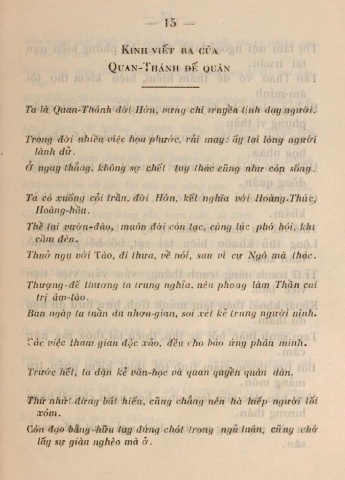 — 15 —
KINH VIẾT RA CỦA
QUAN-THÁNH ĐẾ QUÂN
Ta là Quan-Thánh đời Hớn, vưng chỉ truyền linh dạy người.
Trong đời nhiều việc họa phước, rủi may: ấy tại lòng người
lành dữ.
Ở ngay thẳng, không sợ chết tuy thác cũng như còn sống.
Ta có xuống cõi trần, đời Hớn, kết nghĩa với Hoàng-Thúc,
Hoàng-hầu.
Thề tại vườn-đào, muôn đời còn tạc, cùng lúc phò hội, khi
cầm đèn.
Thuở ngụ với Tào, đi thưa, về nói, sau vì cự Ngô mà thác.
Thượng-đế thương ta trung nghĩa, nên phong làm Thần cai
trị âm-tào.
Ban ngày ta tuần du nhơn-gian, soi xét kẻ trung người nịnh.
Các việc tham gian độc xảo, đều cho báo ứng phân minh.
Trước hết, ta dặn kẻ văn-học và quan quyền quân dân.
Thứ nhứt đừng bất hiếu, cũng chẳng nên hà hiếp người lối
xóm.
Còn đạo bằng-hữu tuy đừng chót trong ngũ luân, cũng chớ
lấy sự giàu nghèo mà ở.